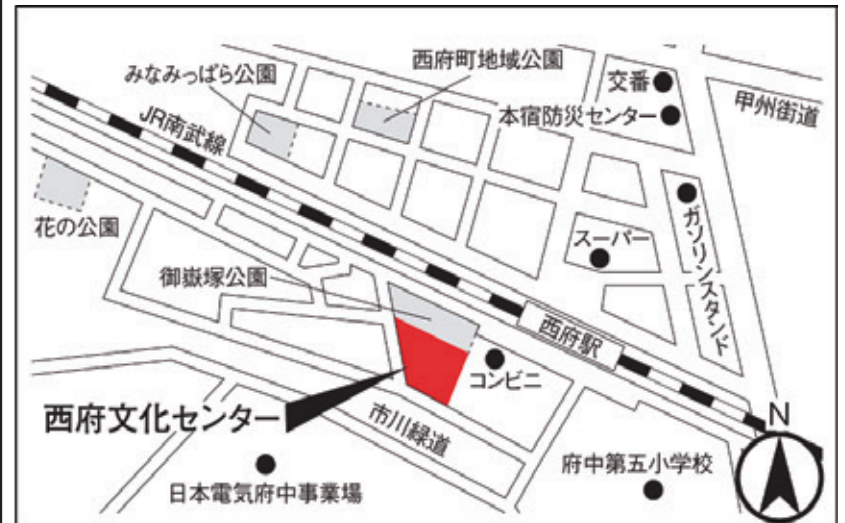 西府町地域公園
みなみっぱら公園
交番
本宿防災センター
甲州街道
JR南武線
花の公園
ガソリンスタンド
スーパー
御嶽塚公園
西府駅
コンビニ
西府文化センター
市川緑道
N
府中第五小学校
日本電気府中事業場